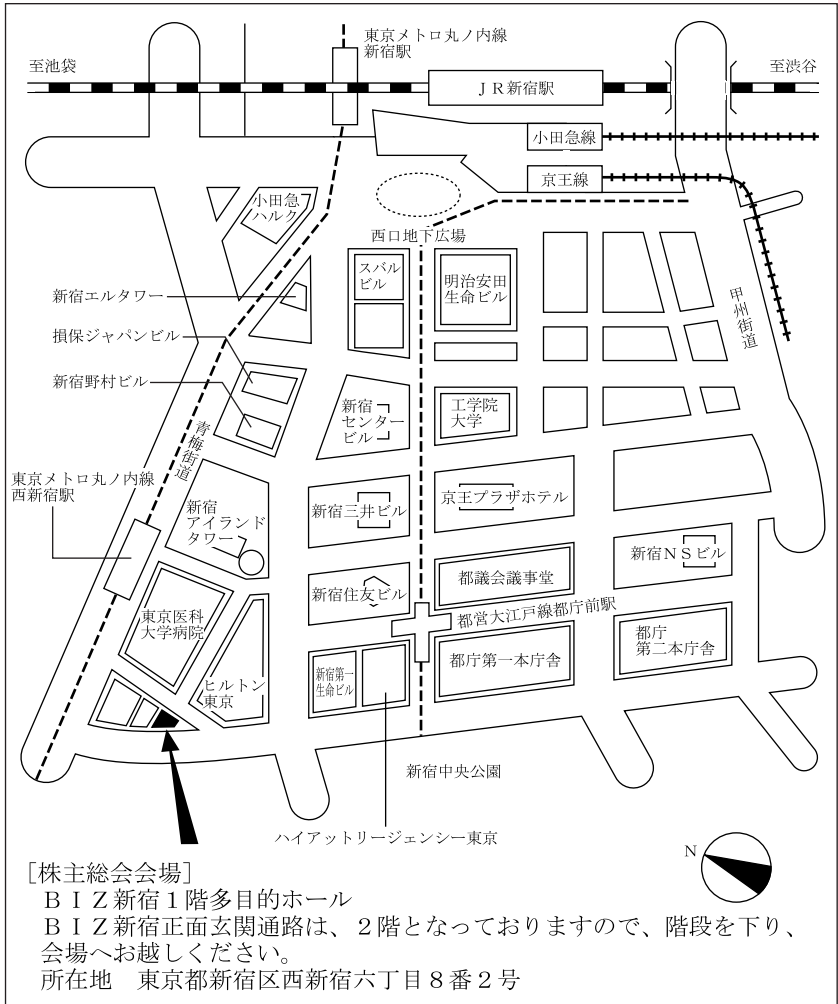 東京メトロ丸ノ内線
新宿駅
至池袋
至渋谷
ＪＲ新宿駅
小田急線
京王線
小田急
ハルク
西口地下広場
スバル
ビル
明治安田
生命ビル
甲州街道
新宿エルタワー
損保ジャパンビル
新宿野村ビル
新宿
センター
ビル
工学院
大学
青梅街道
東京メトロ丸ノ内線
西新宿駅
新宿
アイランド
タワー
新宿三井ビル
京王プラザホテル
新宿ＮＳビル
新宿住友ビル
都議会議事堂
都営大江戸線都庁前駅
東京医科
大学病院
都庁
第二本庁舎
新宿第一
生命ビル
都庁第一本庁舎
ヒルトン
東京
新宿中央公園
ハイアットリージェンシー東京
N
［株主総会会場］
ＢＩＺ新宿１階多目的ホール
ＢＩＺ新宿正面玄関通路は、２階となっておりますので、階段を下り、
会場へお越しください。
所在地　東京都新宿区西新宿六丁目８番２号